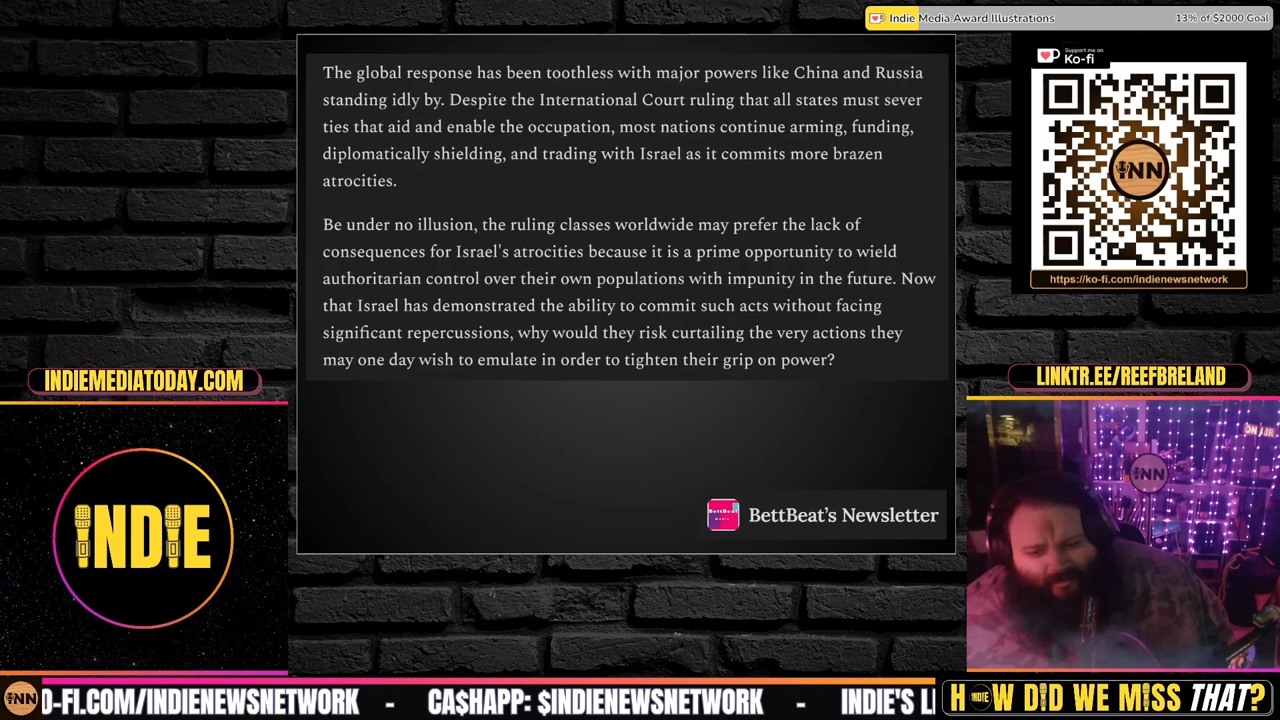 Indie Media Award Illustrations
13% of $2000 Goal
The global response has been toothless with major powers like China and Russia
standing idly by. Despite the International Court ruling that all states must sever
ties that aid and enable the occupation, most nations continue arming, funding,
diplomatically shielding, and trading with Israel as it commits more brazen
atrocities.
Be under no illusion, the ruling classes worldwide may prefer the lack of
consequences for Israel's atrocities because it is a prime opportunity to wield
authoritarian control over their own populations with impunity in the future. Now
that Israel has demonstrated the ability to commit such acts without facing
significant repercussions, why would they risk curtailing the very actions they
may one day wish to emulate in order to tighten their grip on power?
BettBeat
Media
BettBeat's Newsletter
Support me on
Ko-fi
INN
https://ko-fi.com/indienewsnetwork
INDIEMEDIATODAY.COM
LINKTR.EE/REEFBRELAND
INDIE
ON AIR
INN
INN
O-FI.COM/INDIENEWSNETWORK - CA$HAPP: $INDIENEWSNETWORK - INDIE'S LI
HOW DID WE MISS THAT?